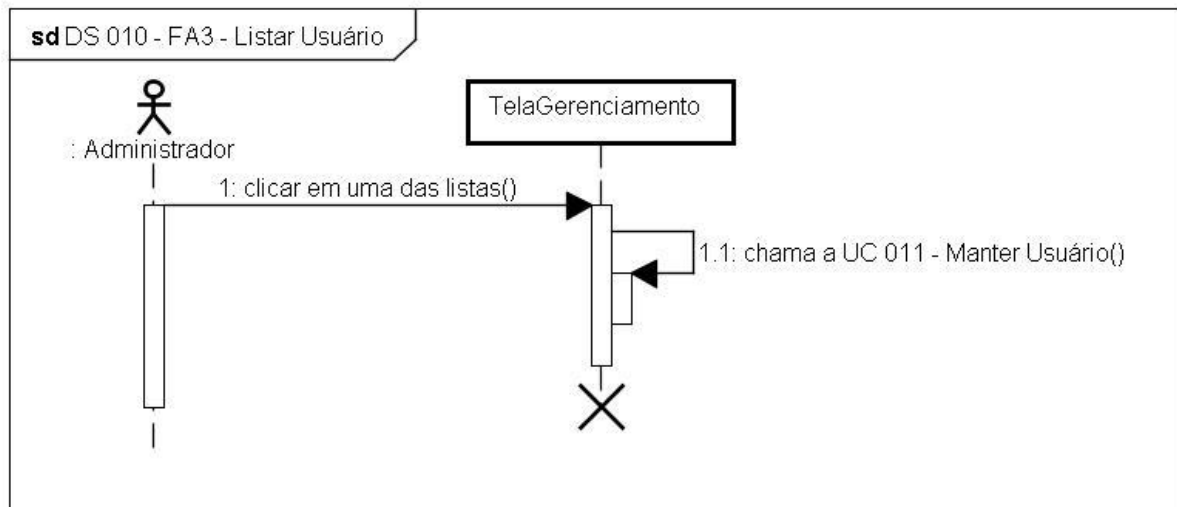 sd DS 010 - FA3 - Listar Usuário
TelaGerenciamento
: Administrador
1: clicar em uma das listas()
1.1: chama a UC 011 - Manter Usuário()